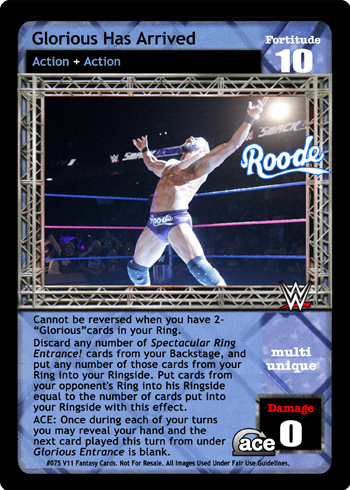 Glorious Has Arrived
Fortitude
10
Action + Action
SMACK
Roode
Roode
W
Cannot be reversed when you have 2-
“Glorious”cards in your Ring.
Discard any number of Spectacular Ring
Entrance! cards from your Backstage, and
put any number of those cards from your
Ring into your Ringside. Put cards from
your opponent's Ring into his Ringside
equal to the number of cards put into
your Ringside with this effect.
ACE: Once during each of your turns
you may reveal your hand and the
next card played this turn from under
Glorious Entrance is blank.
multi
unique
Damage
0
ace
#075 V11 Fantasy Cards. Not For Resale. All Images Used Under Fair Use Guidelines.